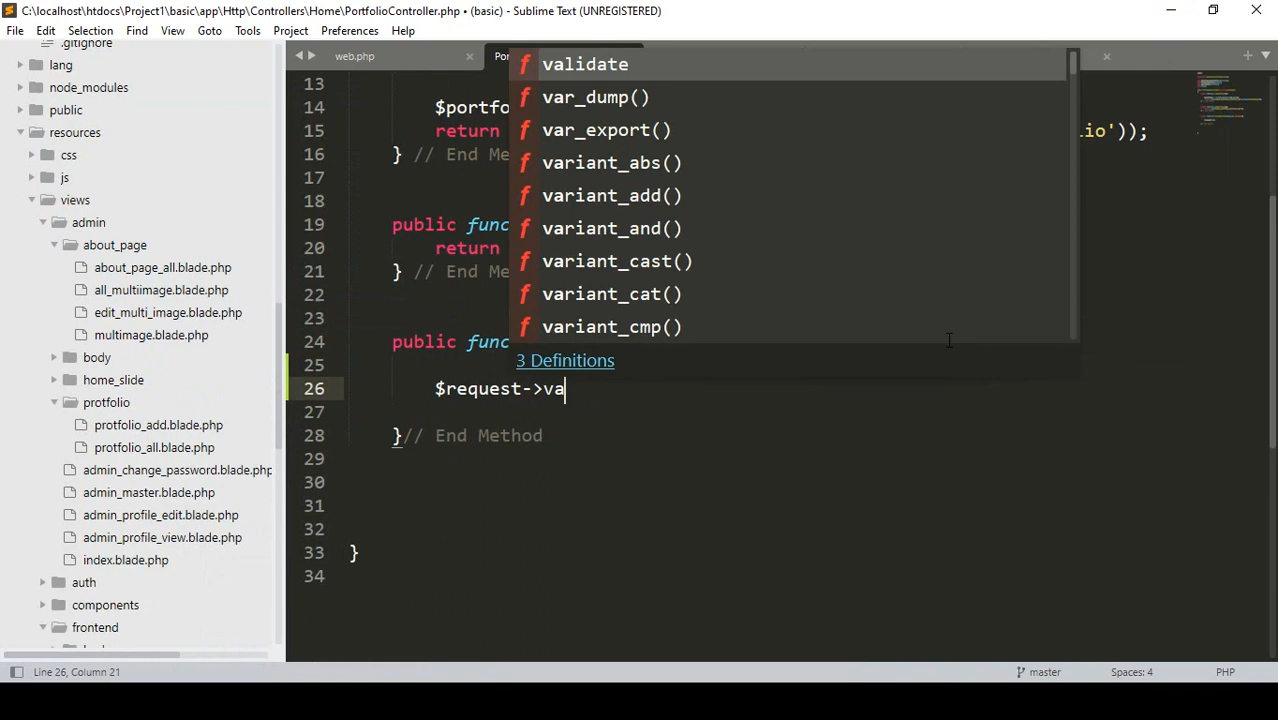 C:\localhost\htdocs\Project1\basic\app\Http\Controllers\Home\PortfolioController.php • (basic) - Sublime Text (UNREGISTERED)
File Edit Selection Find View Goto Tools Project Preferences Help
.gitignore
lang
node_modules
public
resources
css
js
views
admin
about_page
about_page_all.blade.php
all_multiimage.blade.php
edit_multi_image.blade.php
multimage.blade.php
body
home_slide
protfolio
protfolio_add.blade.php
protfolio_all.blade.php
admin_change_password.blade.php
admin_master.blade.php
admin_profile_edit.blade.php
admin_profile_view.blade.php
index.blade.php
auth
components
frontend
web.php
Por
validate
var_dump()
var_export()
variant_abs()
variant_add()
variant_and()
variant_cast()
variant_cat()
variant_cmp()
3 Definitions
13
14 $portfo
15 return lio'));
16 } // End Me
17
18
19 public func
20 return
21 } // End Me
22
23
24 public func
25
26 $request->va
27
28 }// End Method
29
30
31
32
33 }
34
Line 26, Column 21
master
Spaces: 4
PHP